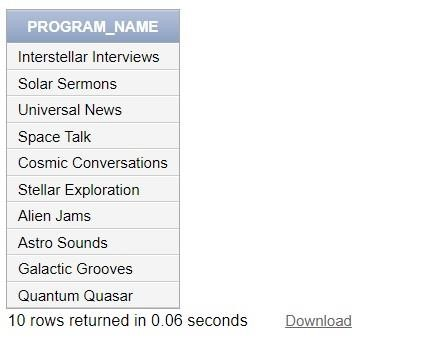 PROGRAM_NAME
Interstellar Interviews
Solar Sermons
Universal News
Space Talk
Cosmic Conversations
Stellar Exploration
Alien Jams
Astro Sounds
Galactic Grooves
Quantum Quasar
10 rows returned in 0.06 seconds Download